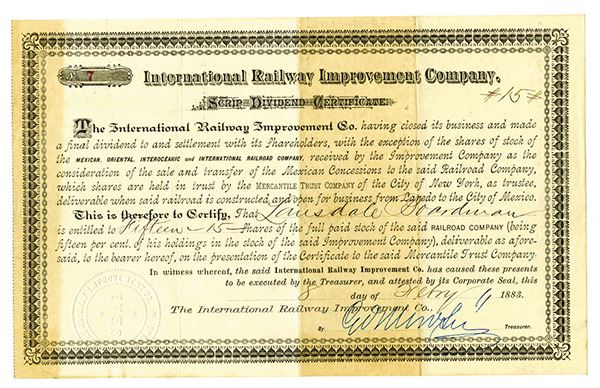 No. 7
International Railway Improvement Company,
#15#
Scrip Dividend Certificate.
The International Railway Improvement Co. having closed its business and made
a final dividend to and settlement with its Shareholders, with the exception of the shares of stock of
the MEXICAN, ORIENTAL, INTEROCEANIC and INTERNATIONAL RAILROAD COMPANY, received by the Improvement Company as the
consideration of the sale and transfer of the Mexican Concessions to the said Railroad Company,
which shares are held in trust by the MERCANTILE TRUST COMPANY of the City of New York, as trustee,
deliverable when said railroad is constructed and open for business from Laredo to the City of Mexico.
This is therefore to Certify, That Lansdale Boardman
is entitled to Fifteen - 15 - shares of the full paid stock of the said RAILROAD COMPANY (being
fifteen per cent. of his holdings in the stock of the said Improvement Company), deliverable as afore-
said, to the bearer hereof, on the presentation of the Certificate to the said Mercantile Trust Company.
In witness whereof, the said International Railway Improvement Co. has caused these presents
to be executed by the Treasurer, and attested by its Corporate Seal, this
8 day of Feby 1883.
The International Railway Improvement Co.,
By Treasurer.